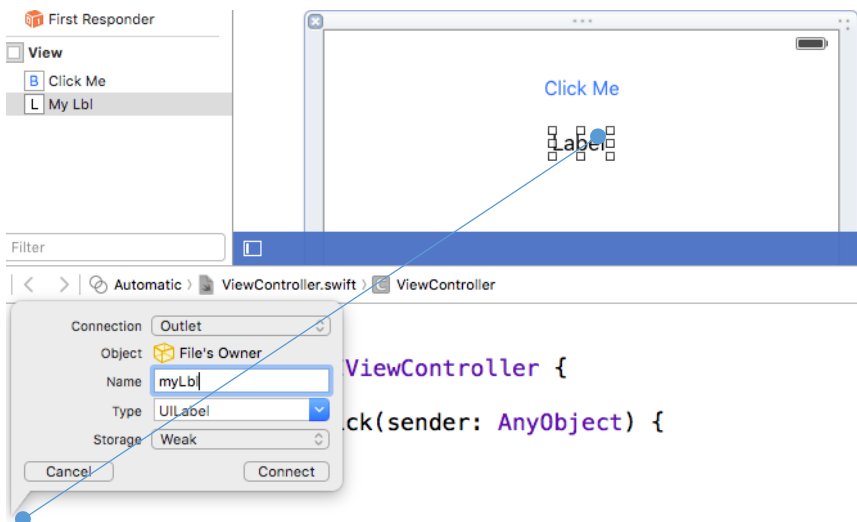 First Responder
View
B Click Me
L My Lbl
Filter
Click Me
Label
Automatic ViewController.swift C ViewController
Connection Outlet
Object File's Owner
Name myLbl
Type UILabel
Storage Weak
Cancel Connect
ViewController {
ck(sender: AnyObject) {